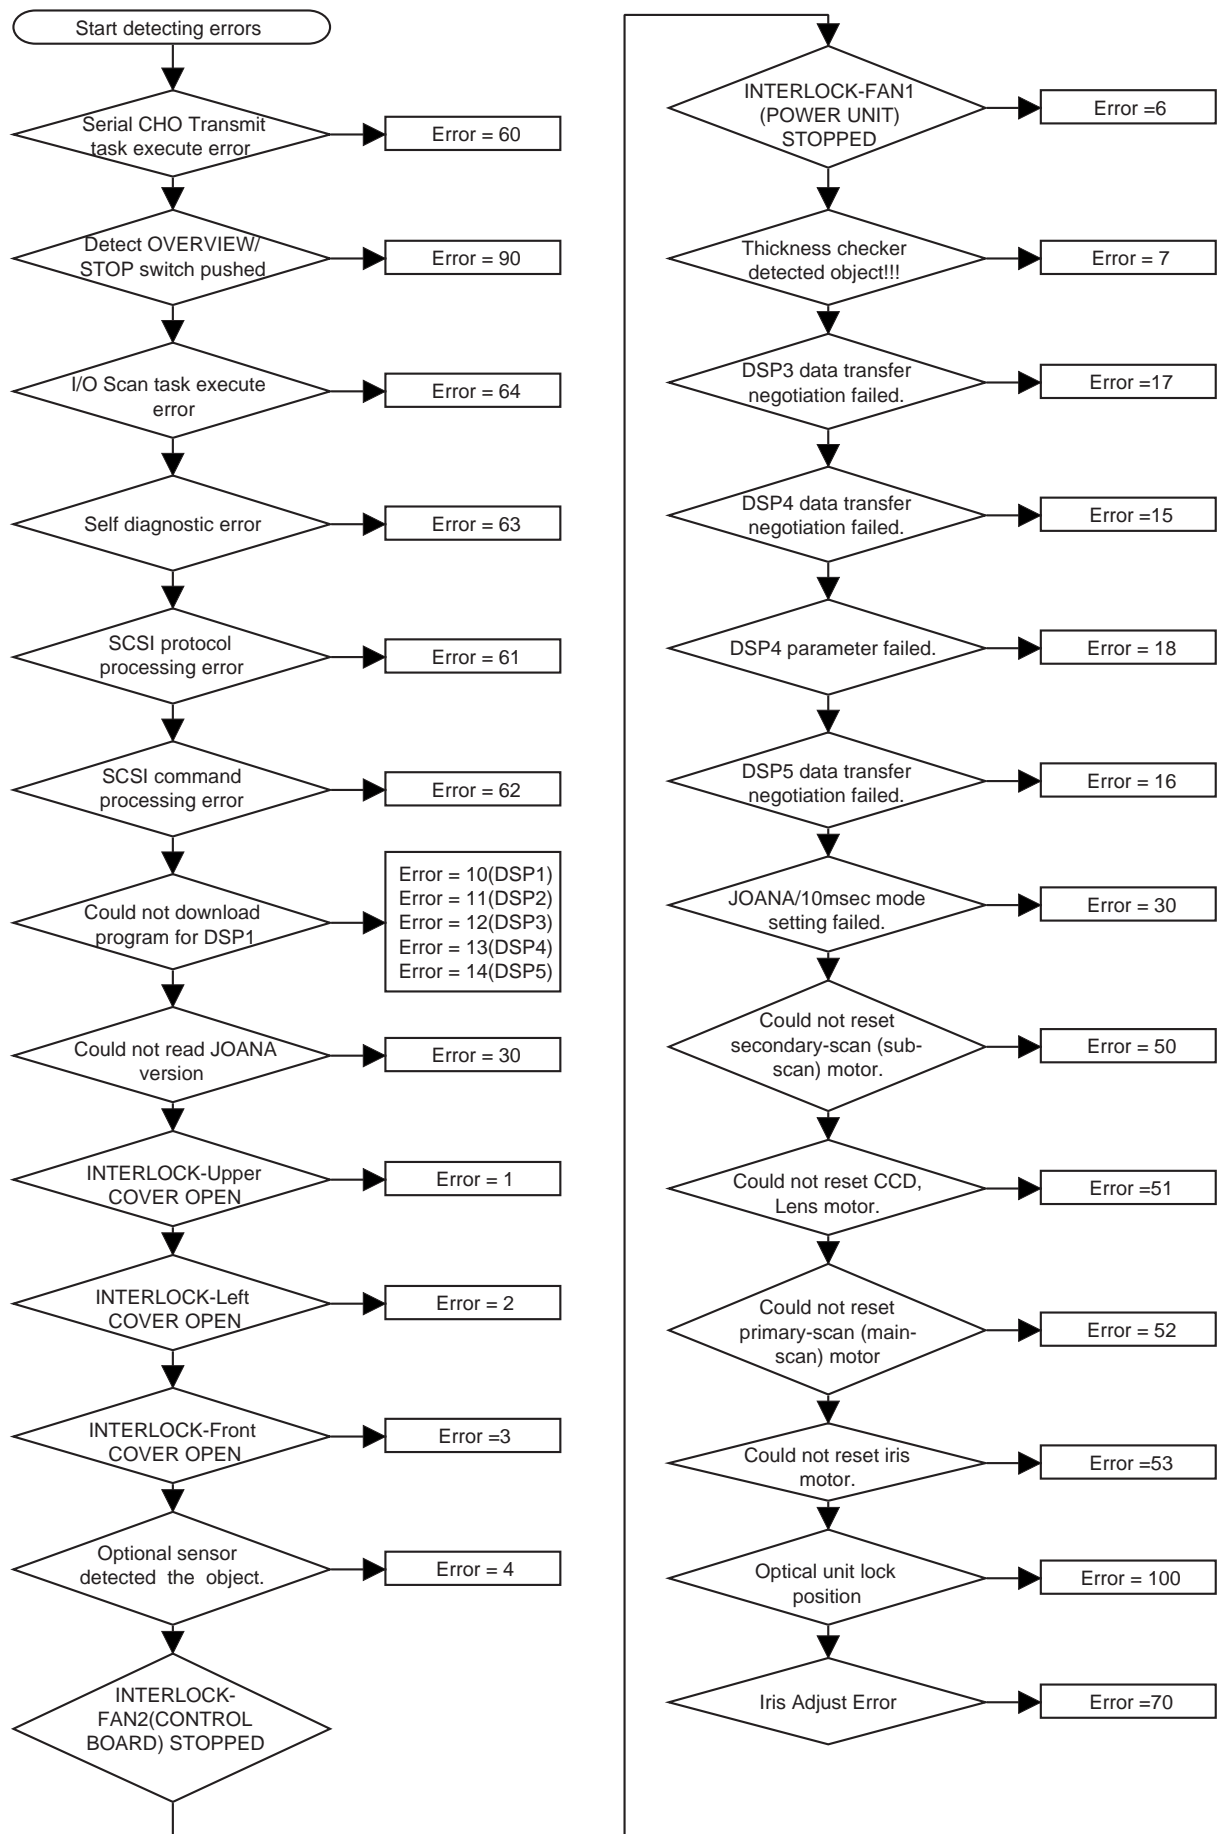 Start detecting errors
Serial CHO Transmit
task execute error
Error = 60
Detect OVERVIEW/
STOP switch pushed
Error = 90
I/O Scan task execute
error
Error = 64
Self diagnostic error
Error = 63
SCSI protocol
processing error
Error = 61
SCSI command
processing error
Error = 62
Could not download
program for DSP1
Error = 10(DSP1)
Error = 11(DSP2)
Error = 12(DSP3)
Error = 13(DSP4)
Error = 14(DSP5)
Could not read JOANA
version
Error = 30
INTERLOCK-Upper
COVER OPEN
Error = 1
INTERLOCK-Left
COVER OPEN
Error = 2
INTERLOCK-Front
COVER OPEN
Error =3
Optional sensor
detected the object.
Error = 4
INTERLOCK-
FAN2(CONTROL
BOARD) STOPPED
INTERLOCK-FAN1
(POWER UNIT)
STOPPED
Error =6
Thickness checker
detected object!!!
Error = 7
DSP3 data transfer
negotiation failed.
Error =17
DSP4 data transfer
negotiation failed.
Error =15
DSP4 parameter failed.
Error = 18
DSP5 data transfer
negotiation failed.
Error = 16
JOANA/10msec mode
setting failed.
Error = 30
Could not reset
secondary-scan (sub-
scan) motor.
Error = 50
Could not reset CCD,
Lens motor.
Error =51
Could not reset
primary-scan (main-
scan) motor
Error = 52
Could not reset iris
motor.
Error =53
Optical unit lock
position
Error = 100
Iris Adjust Error
Error =70